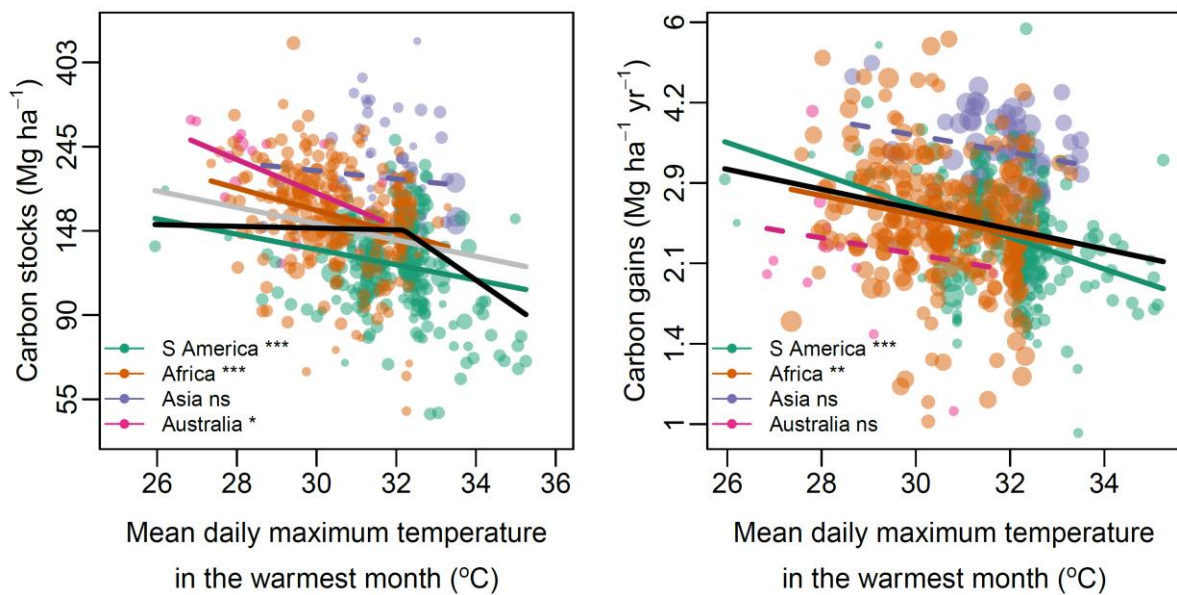 Carbon stocks (Mg ha⁻¹)
403
245
148
90
55
S America ***
Africa ***
Asia ns
Australia *
26 28 30 32 34 36
Mean daily maximum temperature
in the warmest month (°C)
Carbon gains (Mg ha⁻¹ yr⁻¹)
6
4.2
2.9
2.1
1.4
1
S America ***
Africa **
Asia ns
Australia ns
26 28 30 32 34
Mean daily maximum temperature
in the warmest month (°C)